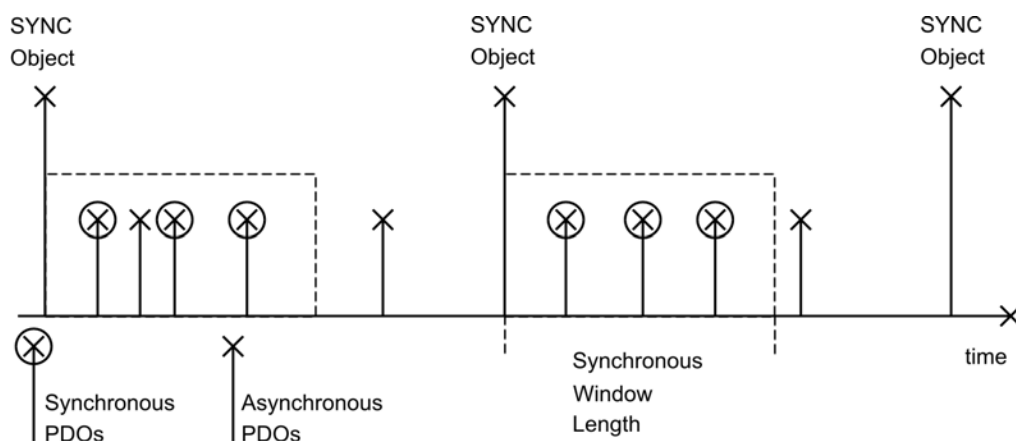 SYNC
Object
SYNC
Object
SYNC
Object
time
Synchronous
PDOs
Asynchronous
PDOs
Synchronous
Window
Length